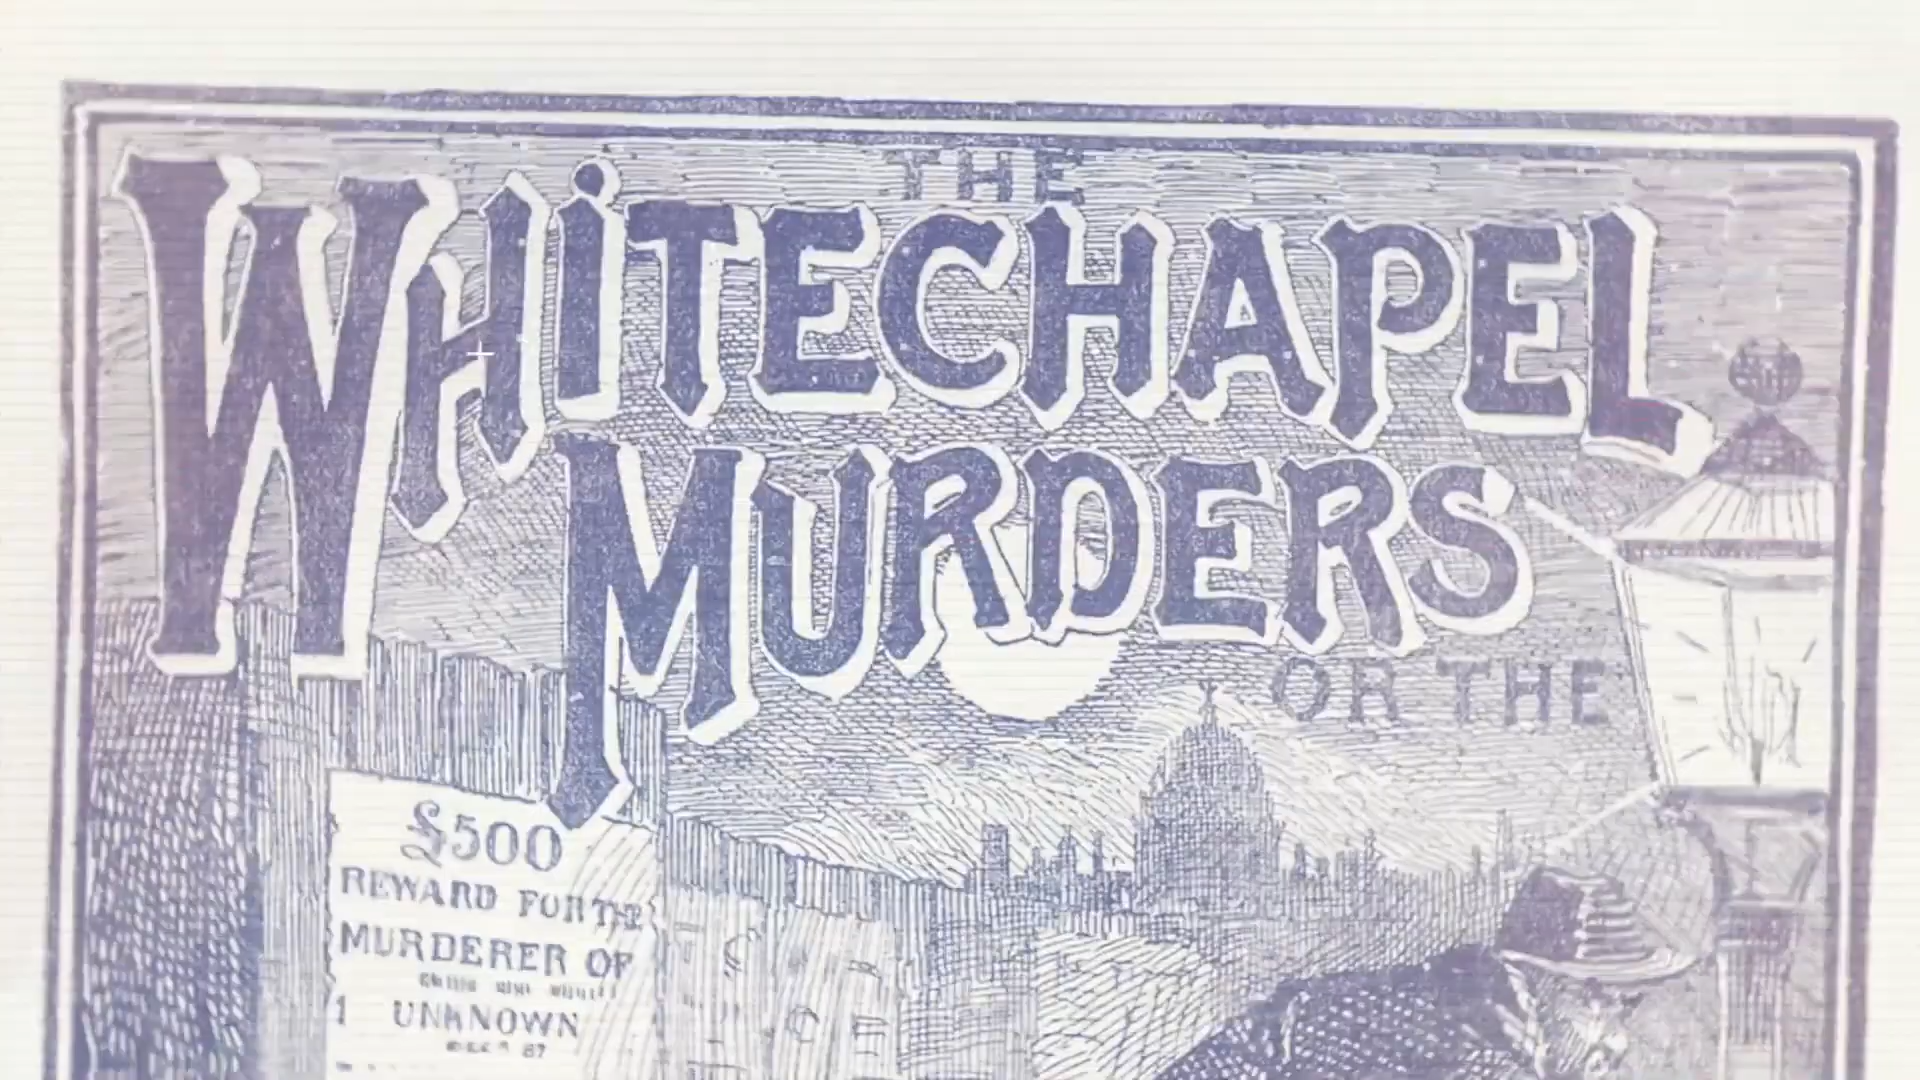 THE
WHiTECHAPEL
MURDERS
OR THE
£500
REWARD FOR THE
MURDERER OF
1 UNKNOWN